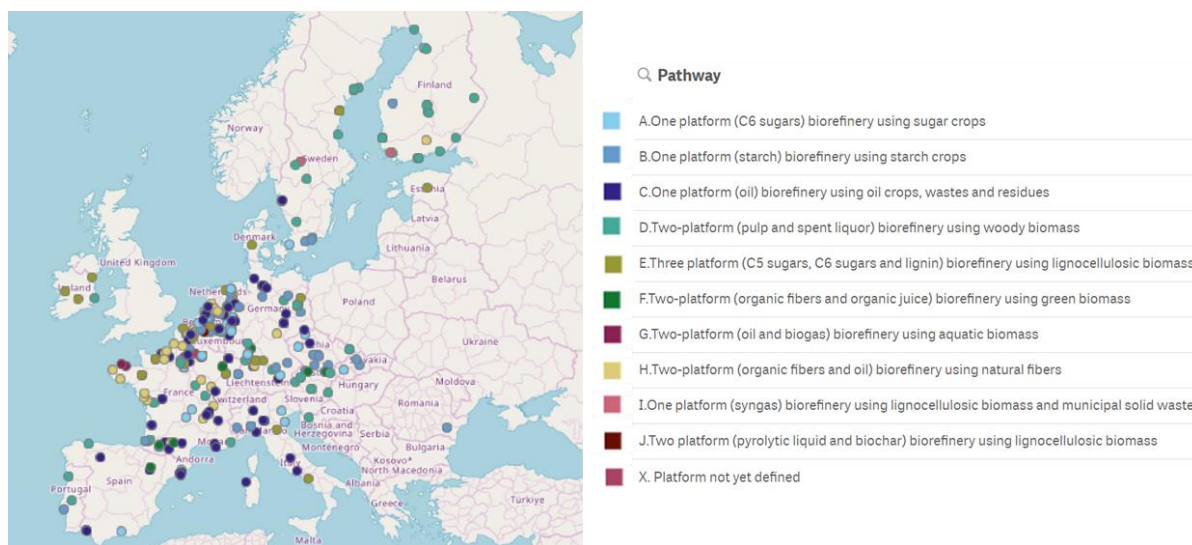 Finland
Norway
Sweden
Estonia
Latvia
Denmark
Lithuania
United Kingdom
Ireland
Belarus
Netherlands
Poland
Germany
Luxembourg
Ukraine
Liechtenstein
Hungary
Moldova
France
Switzerland
Slovenia
Romania
Croatia
Bosnia and
Herzegovina
Serbia
Montenegro
Bulgaria
Andorra
Kosovo*
North Macedonia
Italy
Albania
Portugal
Spain
Greece
Türkiye
Malta
Pathway
A.One platform (C6 sugars) biorefinery using sugar crops
B.One platform (starch) biorefinery using starch crops
C.One platform (oil) biorefinery using oil crops, wastes and residues
D.Two-platform (pulp and spent liquor) biorefinery using woody biomass
E.Three platform (C5 sugars, C6 sugars and lignin) biorefinery using lignocellulosic biomass
F.Two-platform (organic fibers and organic juice) biorefinery using green biomass
G.Two-platform (oil and biogas) biorefinery using aquatic biomass
H.Two-platform (organic fibers and oil) biorefinery using natural fibers
I.One platform (syngas) biorefinery using lignocellulosic biomass and municipal solid waste
J.Two platform (pyrolytic liquid and biochar) biorefinery using lignocellulosic biomass
X. Platform not yet defined